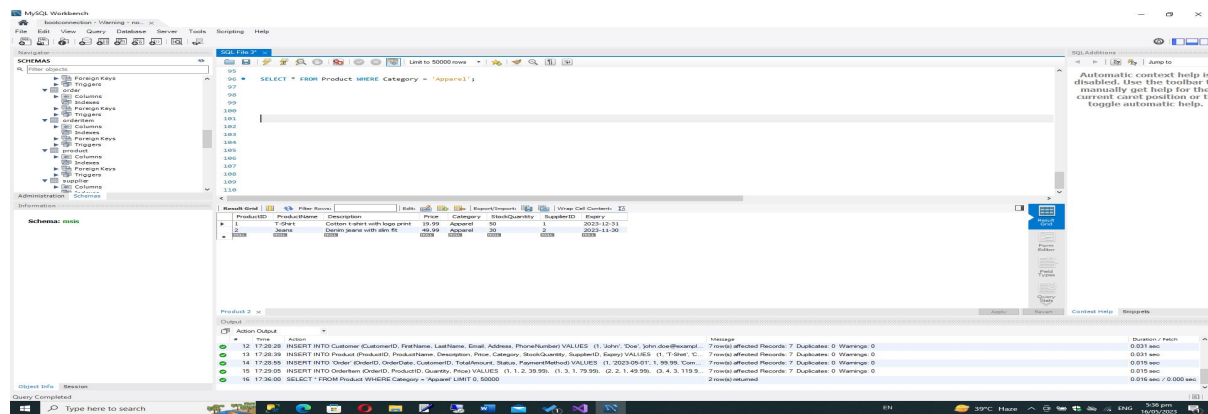 MySQL Workbench
bootconnection - Warning - no... ×
File Edit View Query Database Server Tools Scripting Help
Navigator
SCHEMAS
Filter objects
Foreign Keys
Triggers
order
Columns
Indexes
Foreign Keys
Triggers
orderitem
Columns
Indexes
Foreign Keys
Triggers
product
Columns
Indexes
Foreign Keys
Triggers
supplier
Columns
Administration Schemas
Information
Schema: msis
Object Info Session
Query Completed
SQL File 3* ×
Limit to 50000 rows
95
96 SELECT * FROM Product WHERE Category = 'Apparel';
97
98
99
100
101
102
103
104
105
106
107
108
109
110
Result Grid Filter Rows: Edit: Export/Import: Wrap Cell Content:
ProductID ProductName Description Price Category StockQuantity SupplierID Expiry
1 T-Shirt Cotton t-shirt with logo print 19.99 Apparel 50 1 2023-12-31
2 Jeans Denim jeans with slim fit 49.99 Apparel 30 2 2023-11-30
NULL NULL NULL NULL NULL NULL NULL NULL
Result Grid
Form Editor
Field Types
Query Stats
Product 2 ×
Apply Revert
Output
Action Output
# Time Action Message Duration / Fetch
12 17:28:28 INSERT INTO Customer (CustomerID, FirstName, LastName, Email, Address, PhoneNumber) VALUES (1, 'John', 'Doe', 'john.doe@exampl... 7 row(s) affected Records: 7 Duplicates: 0 Warnings: 0 0.031 sec
13 17:28:39 INSERT INTO Product (ProductID, ProductName, Description, Price, Category, StockQuantity, SupplierID, Expiry) VALUES (1, 'T-Shirt', 'C... 7 row(s) affected Records: 7 Duplicates: 0 Warnings: 0 0.031 sec
14 17:28:55 INSERT INTO `Order` (OrderID, OrderDate, CustomerID, TotalAmount, Status, PaymentMethod) VALUES (1, '2023-05-01', 1, 99.99, 'Com... 7 row(s) affected Records: 7 Duplicates: 0 Warnings: 0 0.015 sec
15 17:29:05 INSERT INTO OrderItem (OrderID, ProductID, Quantity, Price) VALUES (1, 1, 2, 39.99), (1, 3, 1, 79.99), (2, 2, 1, 49.99), (3, 4, 3, 119.9... 7 row(s) affected Records: 7 Duplicates: 0 Warnings: 0 0.015 sec
16 17:36:00 SELECT * FROM Product WHERE Category = 'Apparel' LIMIT 0, 50000 2 row(s) returned 0.016 sec / 0.000 sec
SQLAdditions
Jump to
Automatic context help is
disabled. Use the toolbar
manually get help for the
current caret position or
toggle automatic help.
Context Help Snippets
Type here to search
EN
39°C Haze
ENG
5:36 pm
16/05/2023